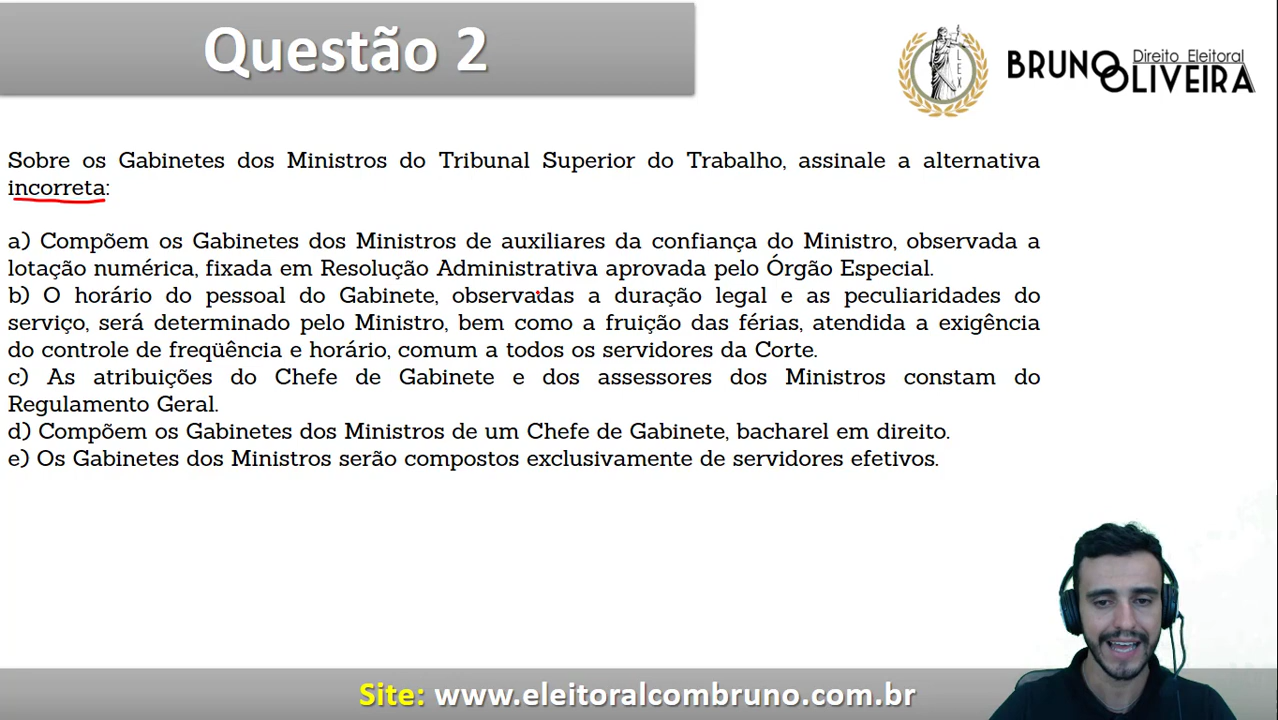 Questão 2
BRUNO Direito Eleitoral
OLIVEIRA
LEX
Sobre os Gabinetes dos Ministros do Tribunal Superior do Trabalho, assinale a alternativa
incorreta:
a) Compõem os Gabinetes dos Ministros de auxiliares da confiança do Ministro, observada a
lotação numérica, fixada em Resolução Administrativa aprovada pelo Órgão Especial.
b) O horário do pessoal do Gabinete, observadas a duração legal e as peculiaridades do
serviço, será determinado pelo Ministro, bem como a fruição das férias, atendida a exigência
do controle de freqüência e horário, comum a todos os servidores da Corte.
c) As atribuições do Chefe de Gabinete e dos assessores dos Ministros constam do
Regulamento Geral.
d) Compõem os Gabinetes dos Ministros de um Chefe de Gabinete, bacharel em direito.
e) Os Gabinetes dos Ministros serão compostos exclusivamente de servidores efetivos.
Site: www.eleitoralcombruno.com.br